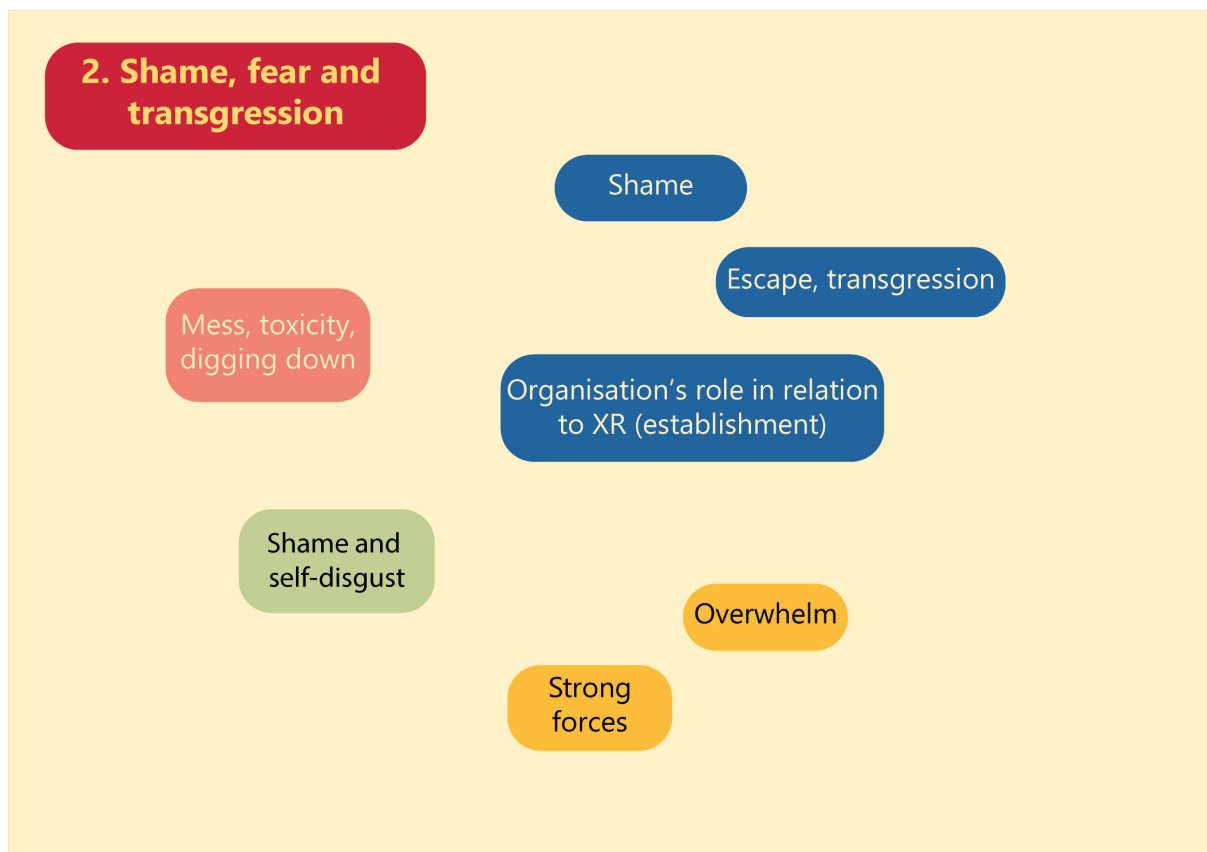 2. Shame, fear and
transgression
Shame
Escape, transgression
Mess, toxicity,
digging down
Organisation’s role in relation
to XR (establishment)
Shame and
self-disgust
Overwhelm
Strong
forces